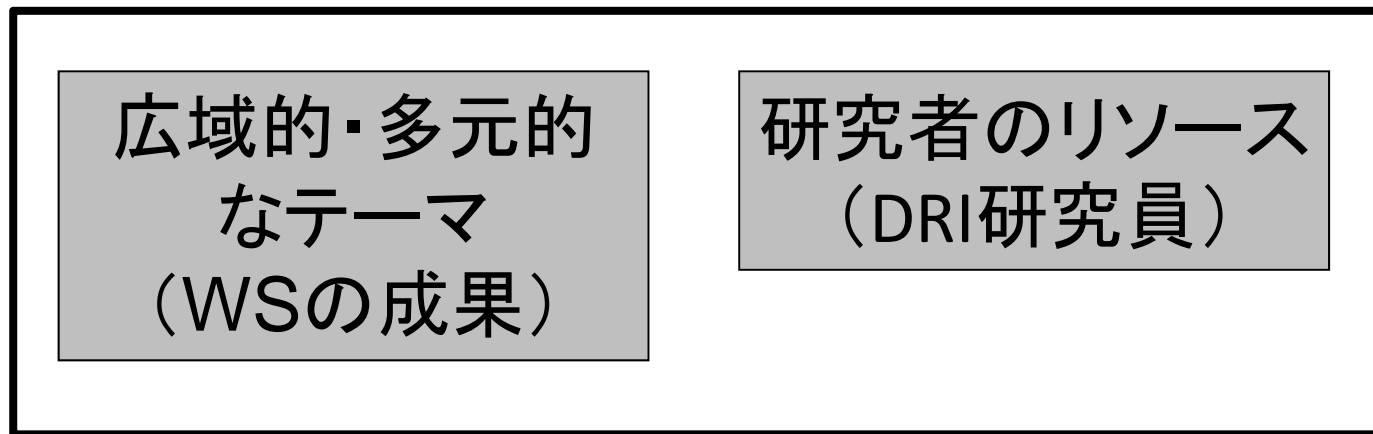 広域的・多元的
なテーマ
（WSの成果）
研究者のリソース
（DRI研究員）